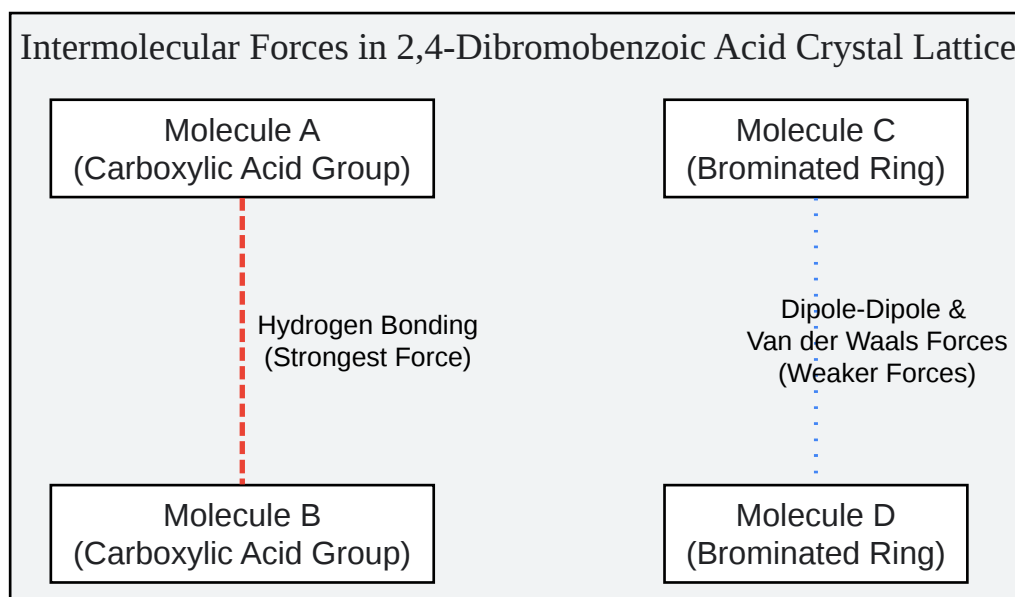 Intermolecular Forces in 2,4-Dibromobenzoic Acid Crystal Lattice
Molecule A
(Carboxylic Acid Group)
Molecule C
(Brominated Ring)
Hydrogen Bonding
(Strongest Force)
Dipole-Dipole &
Van der Waals Forces
(Weaker Forces)
Molecule B
(Carboxylic Acid Group)
Molecule D
(Brominated Ring)